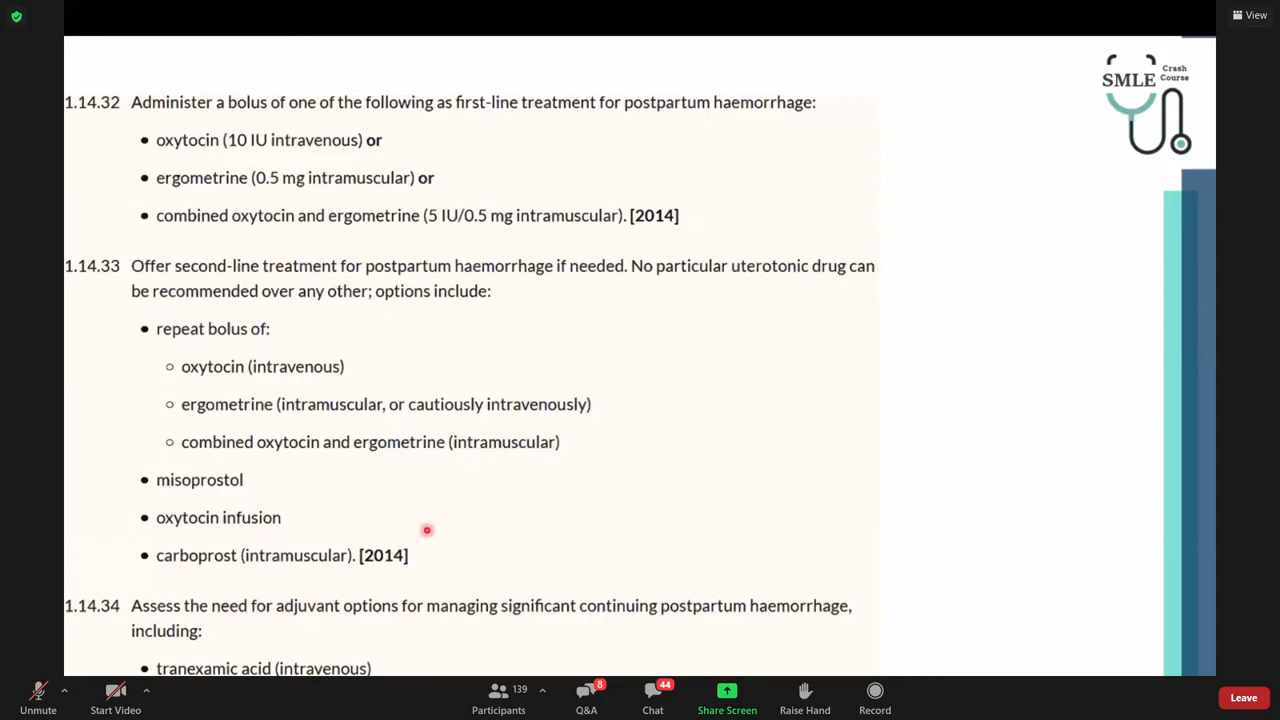 View
SMLE Crash Course
1.14.32 Administer a bolus of one of the following as first-line treatment for postpartum haemorrhage:
• oxytocin (10 IU intravenous) or
• ergometrine (0.5 mg intramuscular) or
• combined oxytocin and ergometrine (5 IU/0.5 mg intramuscular). [2014]
1.14.33 Offer second-line treatment for postpartum haemorrhage if needed. No particular uterotonic drug can
be recommended over any other; options include:
• repeat bolus of:
○ oxytocin (intravenous)
○ ergometrine (intramuscular, or cautiously intravenously)
○ combined oxytocin and ergometrine (intramuscular)
• misoprostol
• oxytocin infusion
• carboprost (intramuscular). [2014]
1.14.34 Assess the need for adjuvant options for managing significant continuing postpartum haemorrhage,
including:
• tranexamic acid (intravenous)
139 8 44
Unmute Start Video Participants Q&A Chat Share Screen Raise Hand Record Leave